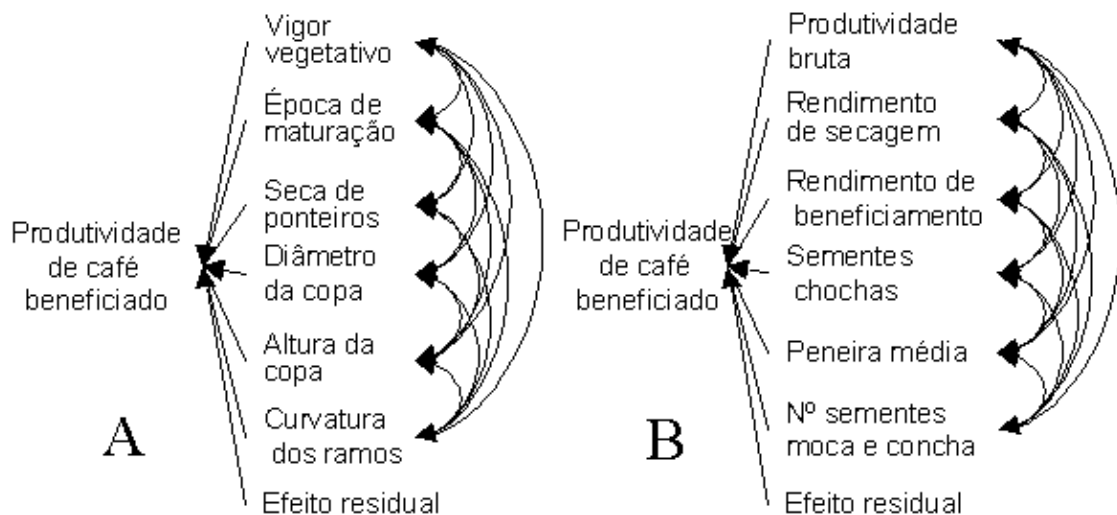 Vigor
vegetativo
Época de
maturação
Seca de
ponteiros
Produtividade
de café
beneficiado
Diâmetro
da copa
Altura da
copa
Curvatura
dos ramos
Efeito residual
A
Produtividade
bruta
Rendimento
de secagem
Rendimento de
beneficiamento
Produtividade
de café
beneficiado
Sementes
chochas
Peneira média
Nº sementes
moca e concha
Efeito residual
B